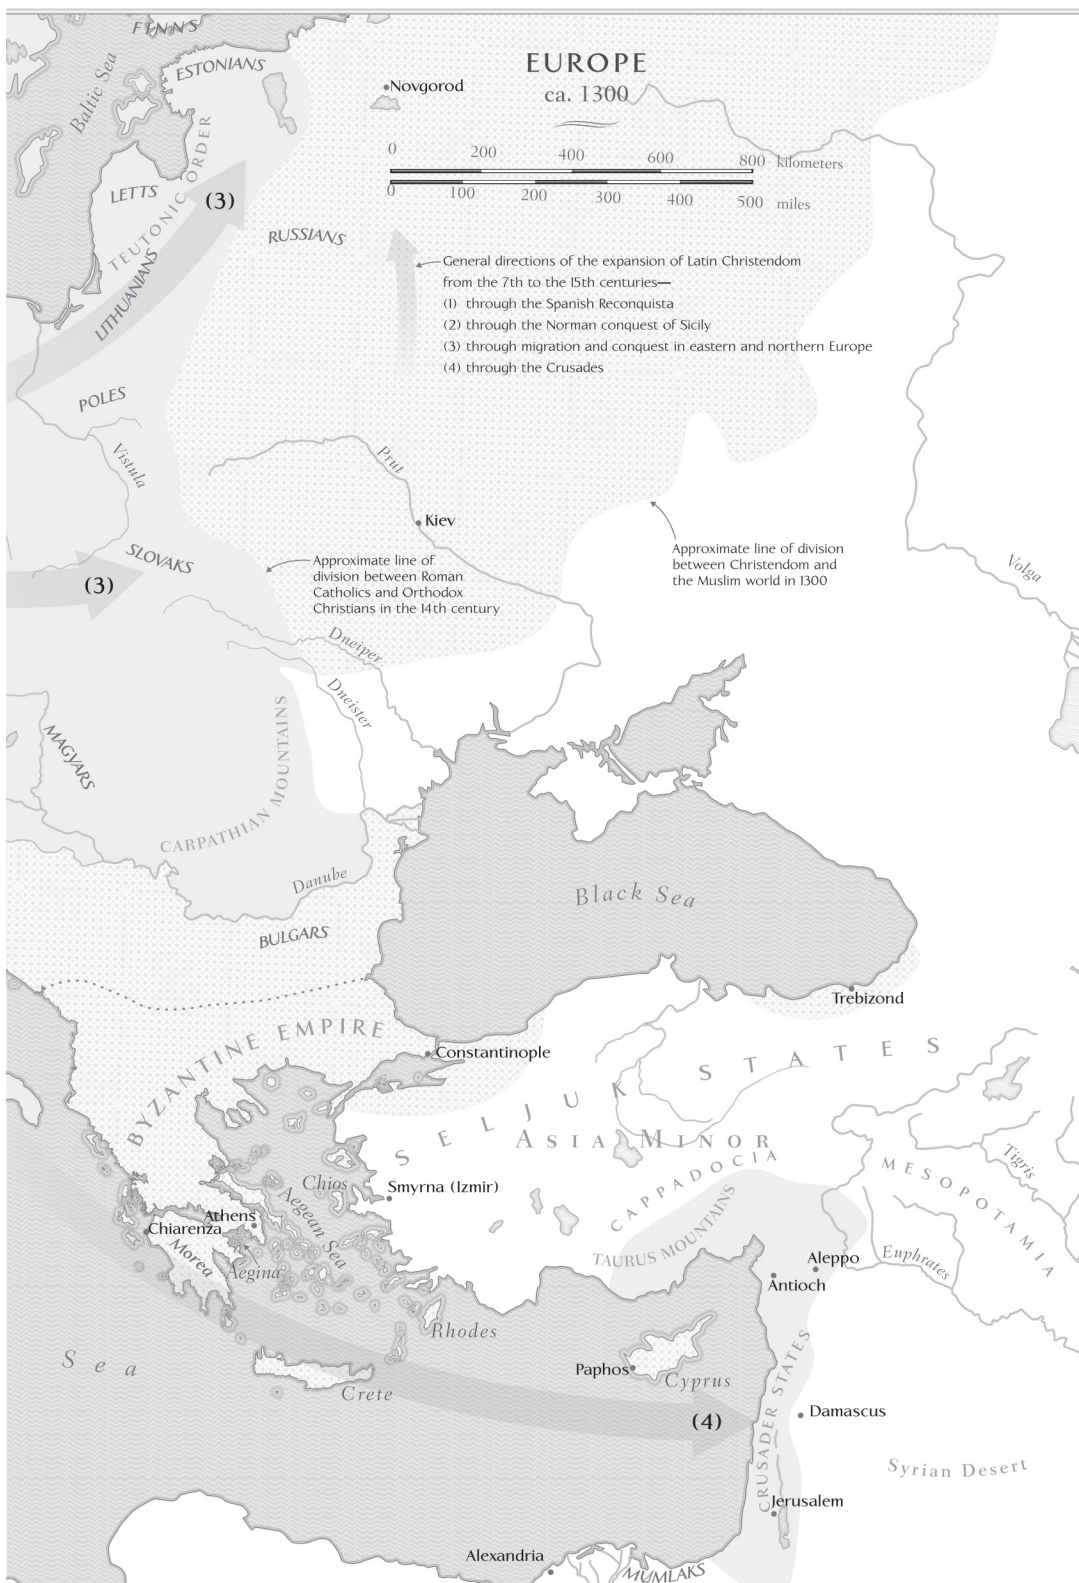 FINNS
Baltic Sea
ESTONIANS
Novgorod
EUROPE
ca. 1300
0 200 400 600 800 kilometers
0 100 200 300 400 500 miles
LETTS
TEUTONIC ORDER
(3)
LITHUANIANS
RUSSIANS
General directions of the expansion of Latin Christendom
from the 7th to the 15th centuries—
(1) through the Spanish Reconquista
(2) through the Norman conquest of Sicily
(3) through migration and conquest in eastern and northern Europe
(4) through the Crusades
POLES
Vistula
Prut
Kiev
SLOVAKS
(3)
Approximate line of
division between Roman
Catholics and Orthodox
Christians in the 14th century
Approximate line of division
between Christendom and
the Muslim world in 1300
Volga
Dneiper
Dneister
MAGYARS
CARPATHIAN MOUNTAINS
Danube
Black Sea
BULGARS
Trebizond
BYZANTINE EMPIRE
Constantinople
SELJUK STATES
ASIA MINOR
CAPPADOCIA
MESOPOTAMIA
Tigris
Chios
Smyrna (Izmir)
Aegean Sea
Athens
Chiarenza
Morea
Aegina
TAURUS MOUNTAINS
Aleppo
Euphrates
Antioch
Rhodes
Sea
Paphos
Cyprus
Crete
(4)
CRUSADER STATES
Damascus
Syrian Desert
Jerusalem
Alexandria
MUMLAKS